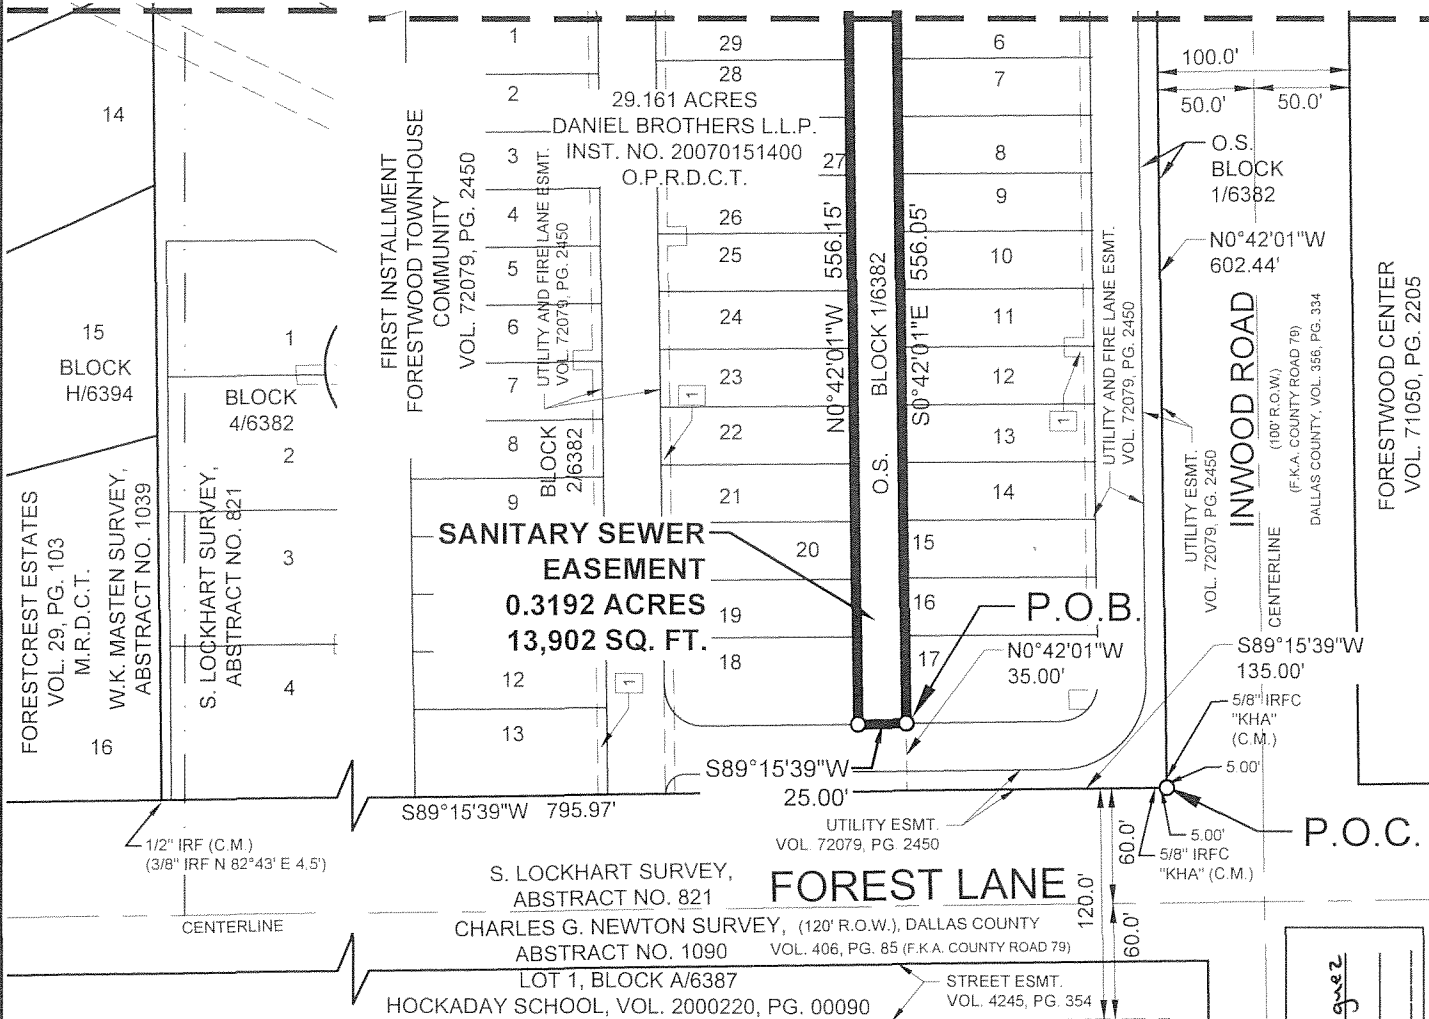 14
15
BLOCK
H/6394
16
FORESTCREST ESTATES
VOL. 29, PG. 103
M.R.D.C.T.
W.K. MASTEN SURVEY,
ABSTRACT NO. 1039
S. LOCKHART SURVEY,
ABSTRACT NO. 821
1
BLOCK
4/6382
2
3
4
1/2" IRF (C.M.)
(3/8" IRF N 82°43' E 4.5')
CENTERLINE
FIRST INSTALLMENT
FORESTWOOD TOWNHOUSE
COMMUNITY
VOL. 72079, PG. 2450
1
2
3
4
5
6
7
8
9
12
13
BLOCK
2/6382
UTILITY AND FIRE LANE ESMT.
VOL. 72079, PG. 2450
29.161 ACRES
DANIEL BROTHERS L.L.P.
INST. NO. 20070151400
O.P.R.D.C.T.
29
28
27
26
25
24
23
22
21
20
19
18
1
1
SANITARY SEWER
EASEMENT
0.3192 ACRES
13,902 SQ. FT.
N0°42'01"W 556.15'
O.S. BLOCK 1/6382
S0°42'01"E 556.05'
6
7
8
9
10
11
12
13
14
15
16
17
1
UTILITY AND FIRE LANE ESMT.
VOL. 72079, PG. 2450
P.O.B.
N0°42'01"W
35.00'
S89°15'39"W
25.00'
S89°15'39"W 795.97'
UTILITY ESMT.
VOL. 72079, PG. 2450
100.0'
50.0'
50.0'
O.S.
BLOCK
1/6382
N0°42'01"W
602.44'
UTILITY ESMT.
VOL. 72079, PG. 2450
INWOOD ROAD
(100' R.O.W.)
(F.K.A. COUNTY ROAD 79)
DALLAS COUNTY, VOL. 356, PG. 334
CENTERLINE
FORESTWOOD CENTER
VOL. 71050, PG. 2205
S89°15'39"W
135.00'
5/8" IRFC
"KHA"
(C.M.)
5.00'
P.O.C.
5.00'
5/8" IRFC
"KHA" (C.M.)
60.0'
120.0'
60.0'
S. LOCKHART SURVEY,
ABSTRACT NO. 821
FOREST LANE
CHARLES G. NEWTON SURVEY,
ABSTRACT NO. 1090
(120' R.O.W.), DALLAS COUNTY
VOL. 406, PG. 85 (F.K.A. COUNTY ROAD 79)
LOT 1, BLOCK A/6387
HOCKADAY SCHOOL, VOL. 2000220, PG. 00090
STREET ESMT.
VOL. 4245, PG. 354